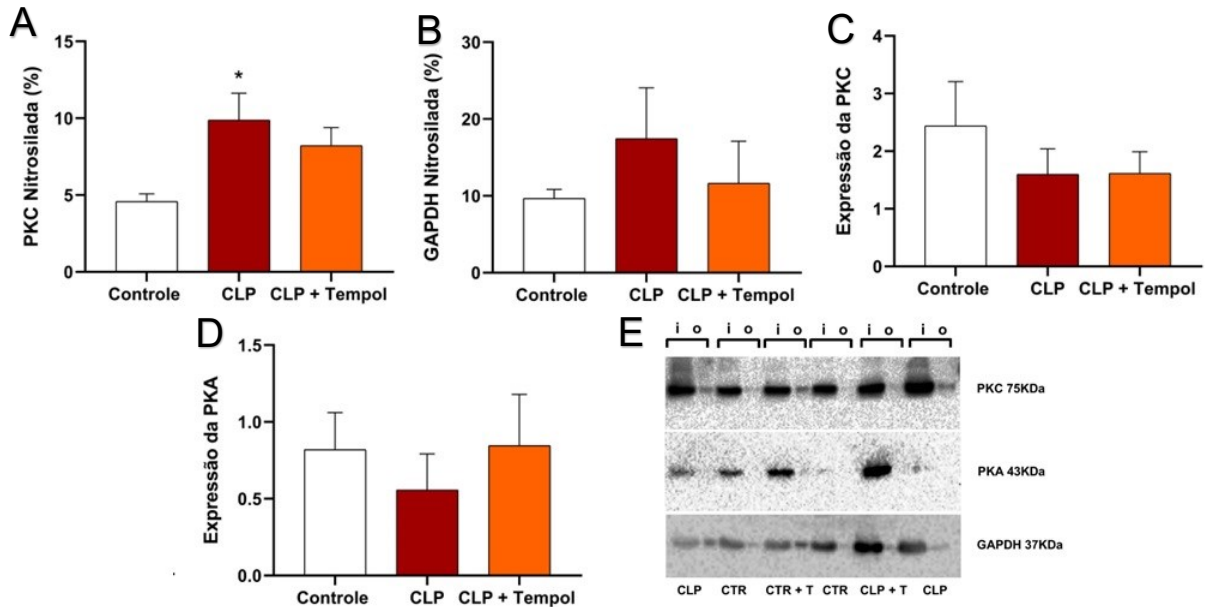 A
PKC Nitrosilada (%)
15
10
5
0
*
Controle CLP CLP + Tempol
B
GAPDH Nitrosilada (%)
30
20
10
0
Controle CLP CLP + Tempol
C
Expressão da PKC
4
3
2
1
0
Controle CLP CLP + Tempol
D
Expressão da PKA
1.5
1.0
0.5
0.0
Controle CLP CLP + Tempol
E
i o i o i o i o i o i o
PKC 75KDa
PKA 43KDa
GAPDH 37KDa
CLP CTR CTR + T CTR CLP + T CLP